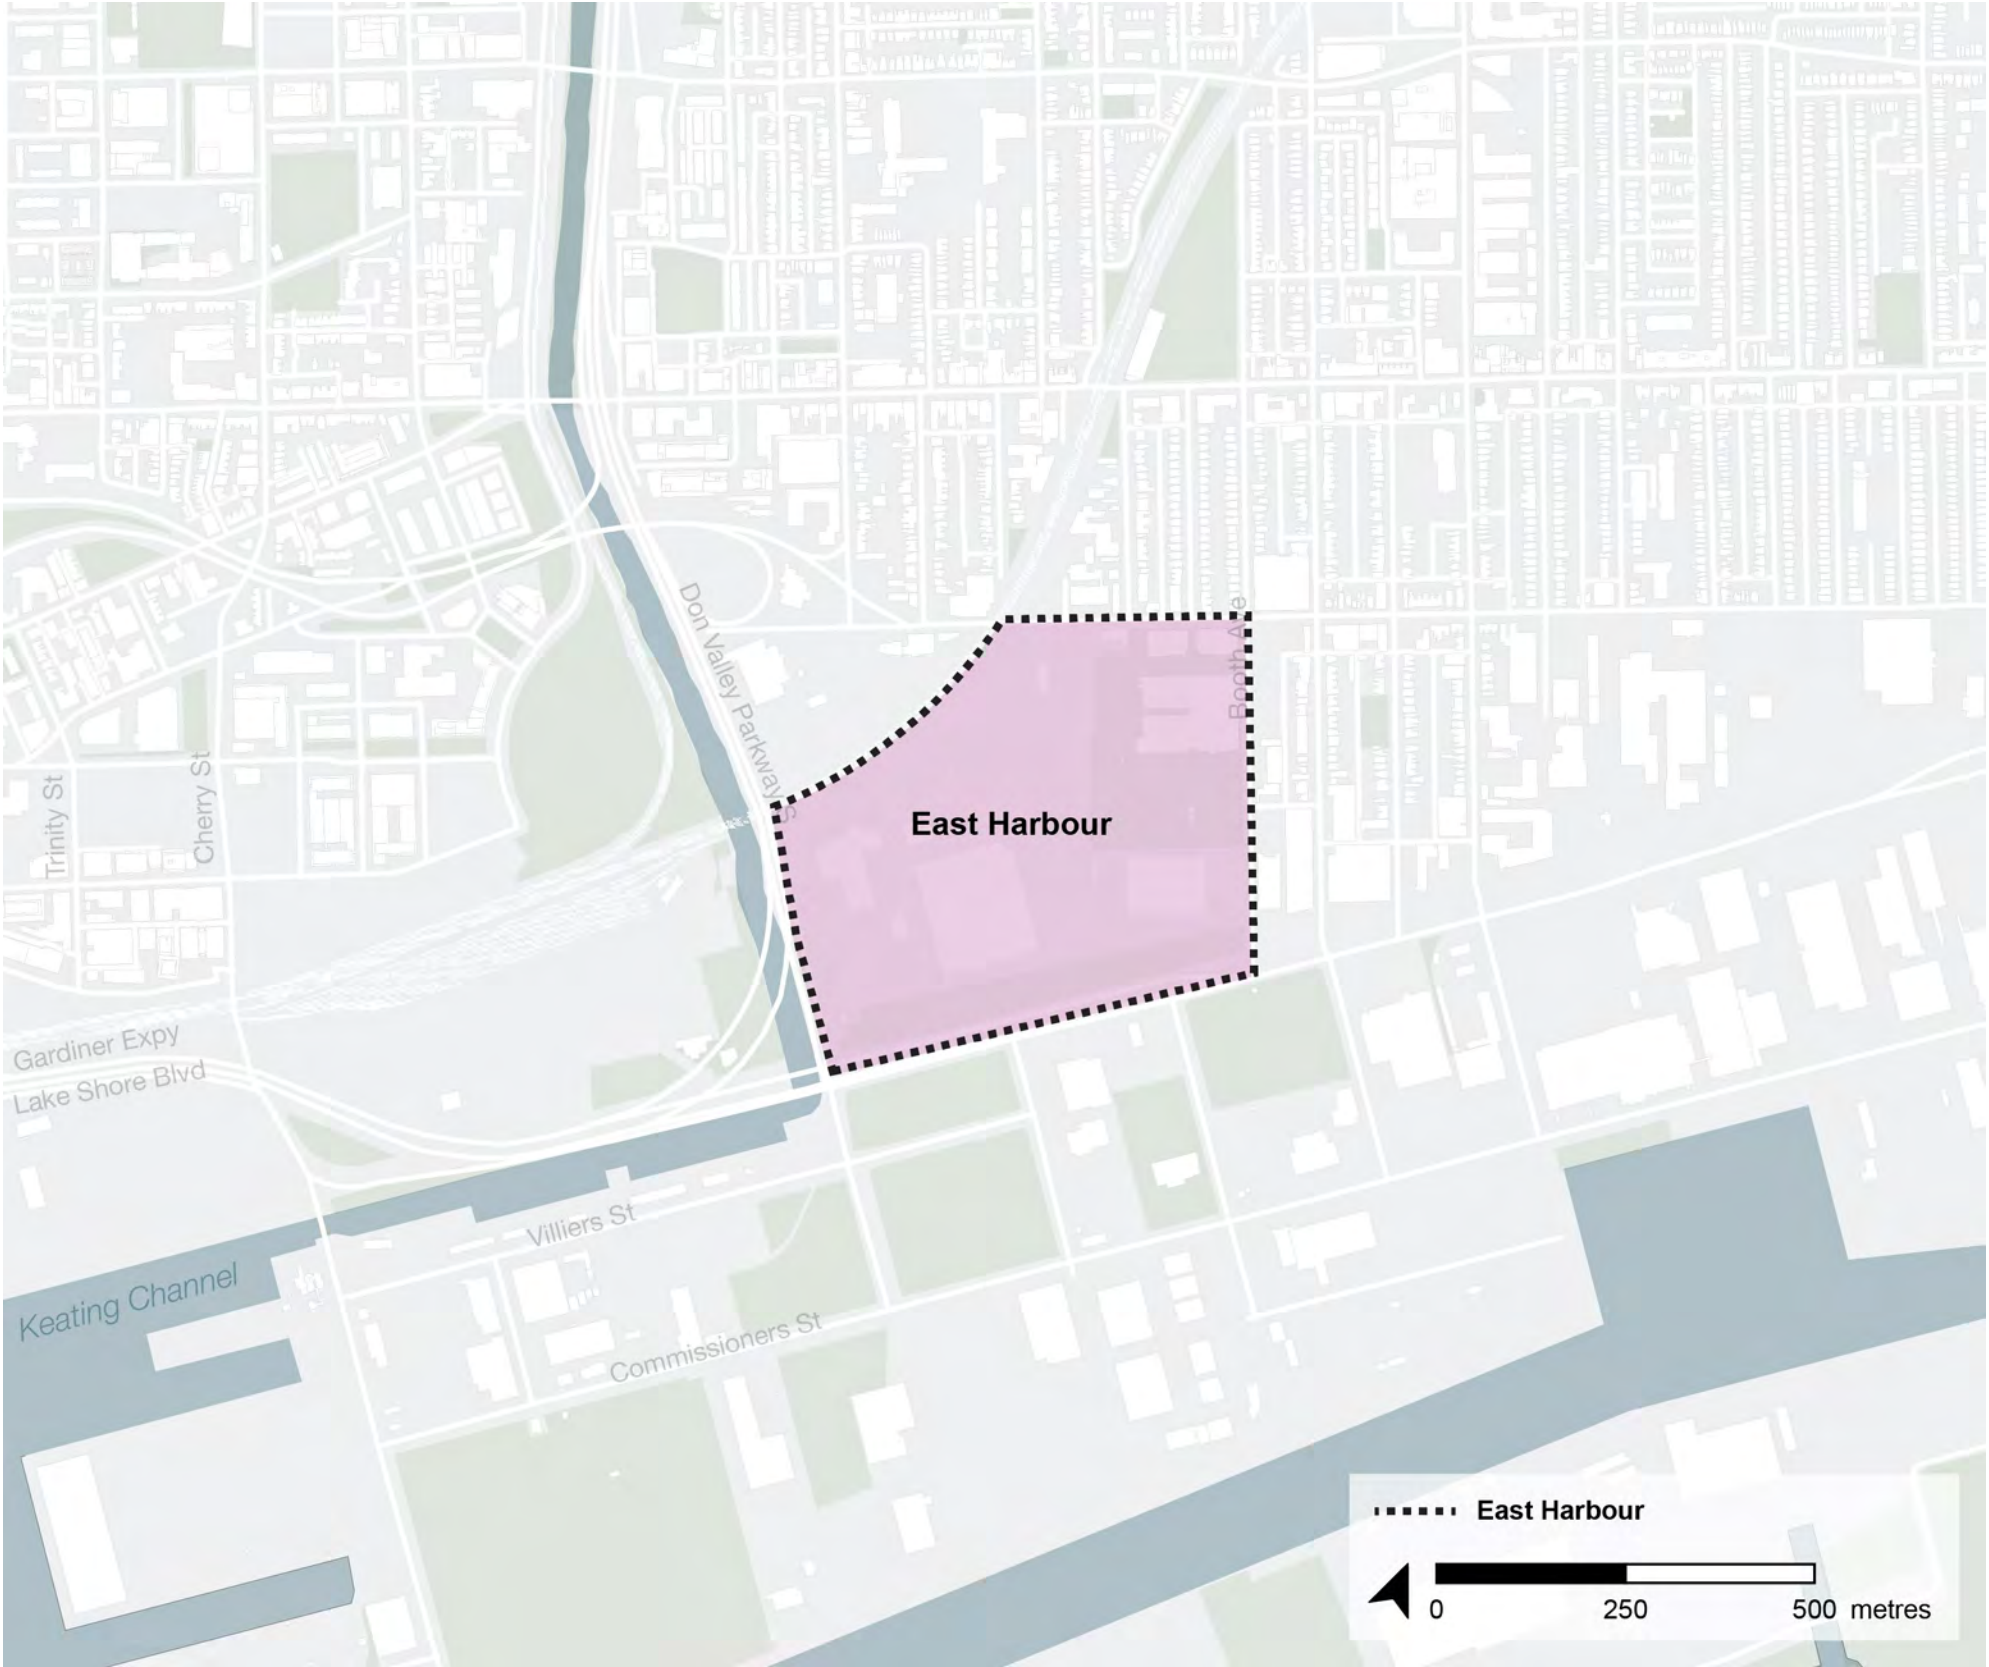 Don Valley Parkway S
Booth Ave
East Harbour
Trinity St
Cherry St
Gardiner Expy
Lake Shore Blvd
Villiers St
Keating Channel
Commissioners St
East Harbour
0 250 500 metres